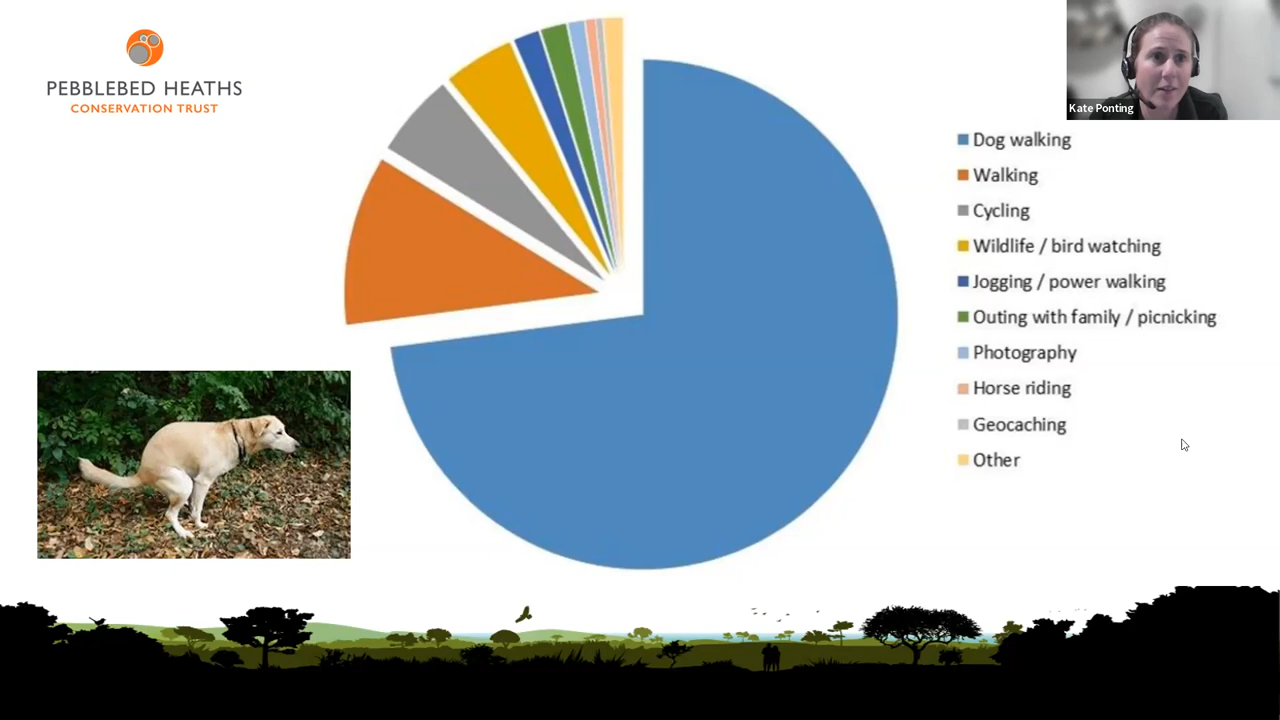 PEBBLEBED HEATHS
CONSERVATION TRUST
Kate Ponting
Dog walking
Walking
Cycling
Wildlife / bird watching
Jogging / power walking
Outing with family / picnicking
Photography
Horse riding
Geocaching
Other